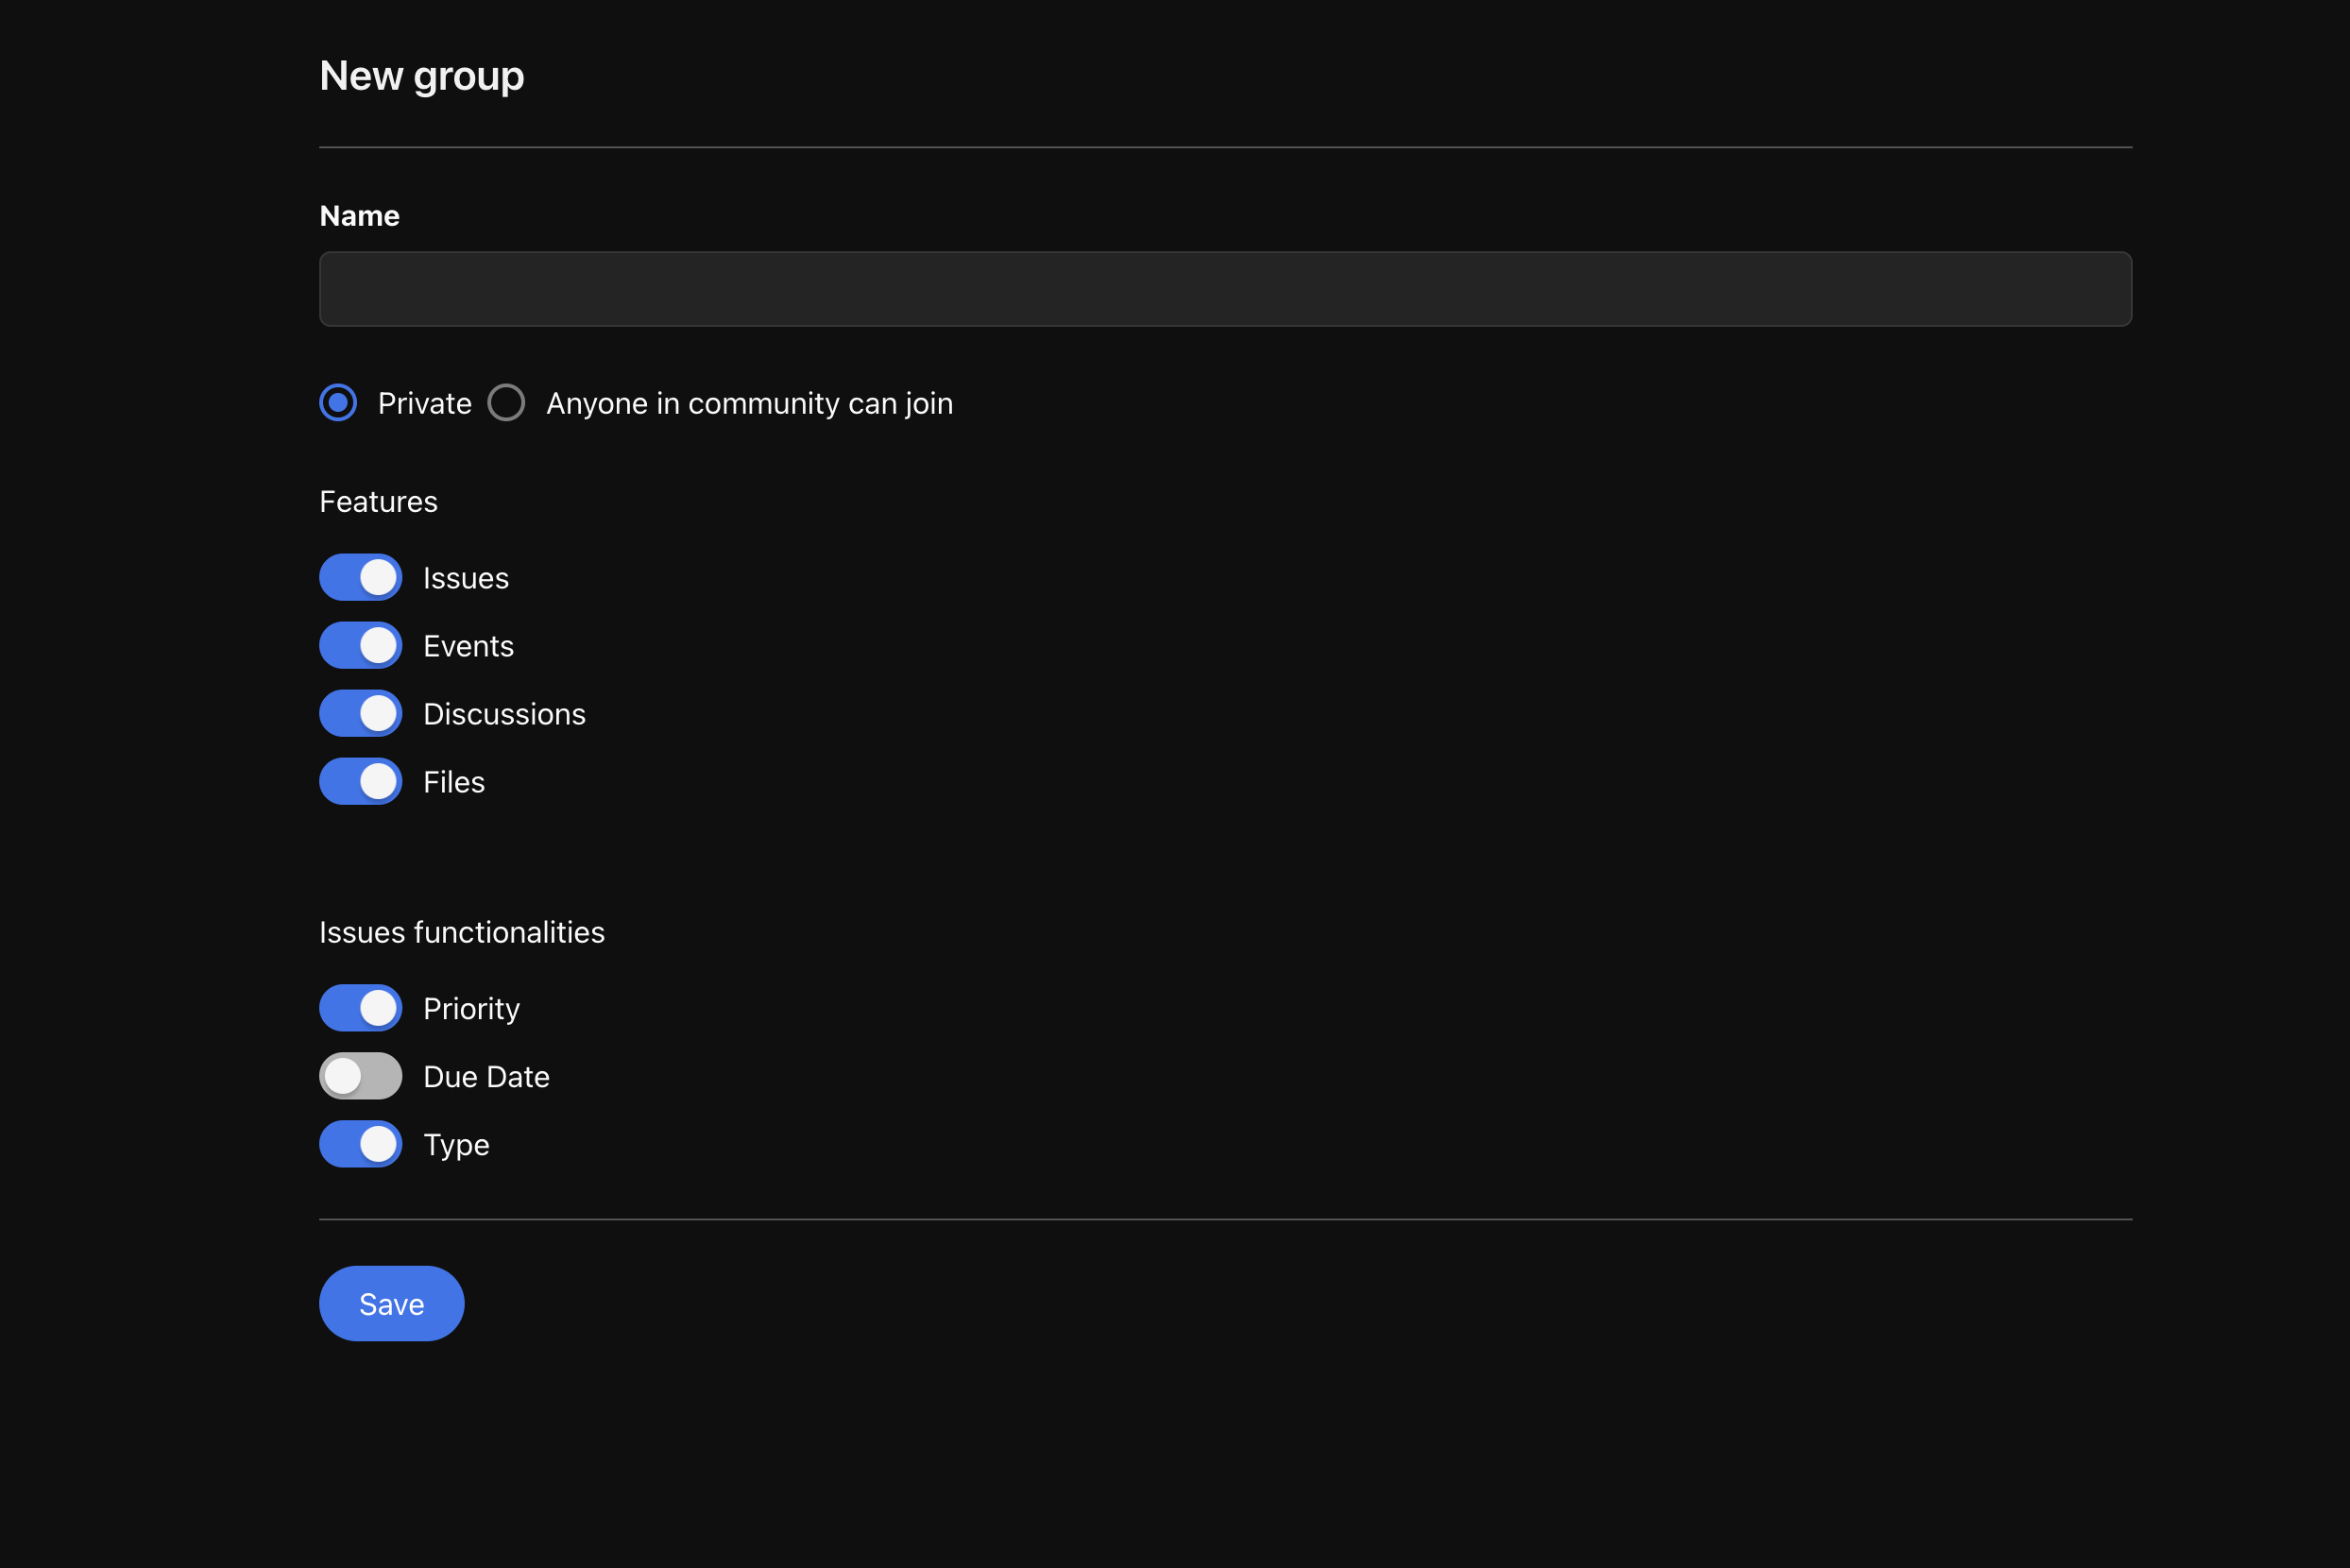 New group
Name
Private Anyone in community can join
Features
Issues
Events
Discussions
Files
Issues functionalities
Priority
Due Date
Type
Save